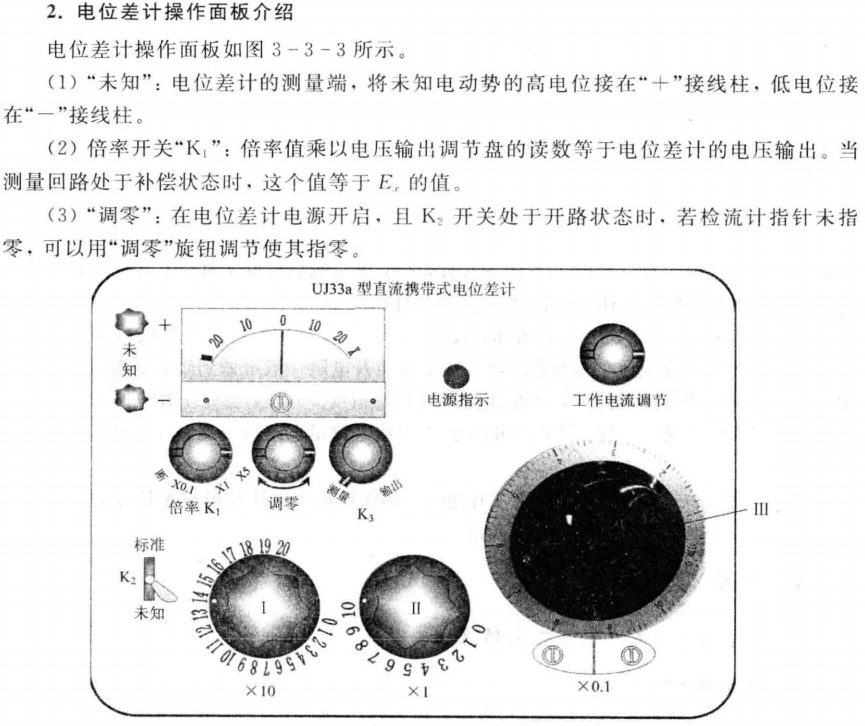 2. 电位差计操作面板介绍
电位差计操作面板如图 3-3-3 所示。
(1) “未知”：电位差计的测量端，将未知电动势的高电位接在“＋”接线柱，低电位接
在“－”接线柱。
(2) 倍率开关“K₁”：倍率值乘以电压输出调节盘的读数等于电位差计的电压输出。当
测量回路处于补偿状态时，这个值等于 Eₓ 的值。
(3) “调零”：在电位差计电源开启，且 K₂ 开关处于开路状态时，若检流计指针未指
零，可以用“调零”旋钮调节使其指零。
UJ33a 型直流携带式电位差计
+
未
知
−
20 10 0 10 20
电源指示
工作电流调节
断 X0.1 X1 X5
倍率 K₁
调零
测量 输出
K₃
III
标准
K₂
未知
I
0 1 2 3 4 5 6 7 8 9 10 11 12 13 14 15 16 17 18 19 20
×10
II
0 1 2 3 4 5 6 7 8 9 10
×1
×0.1